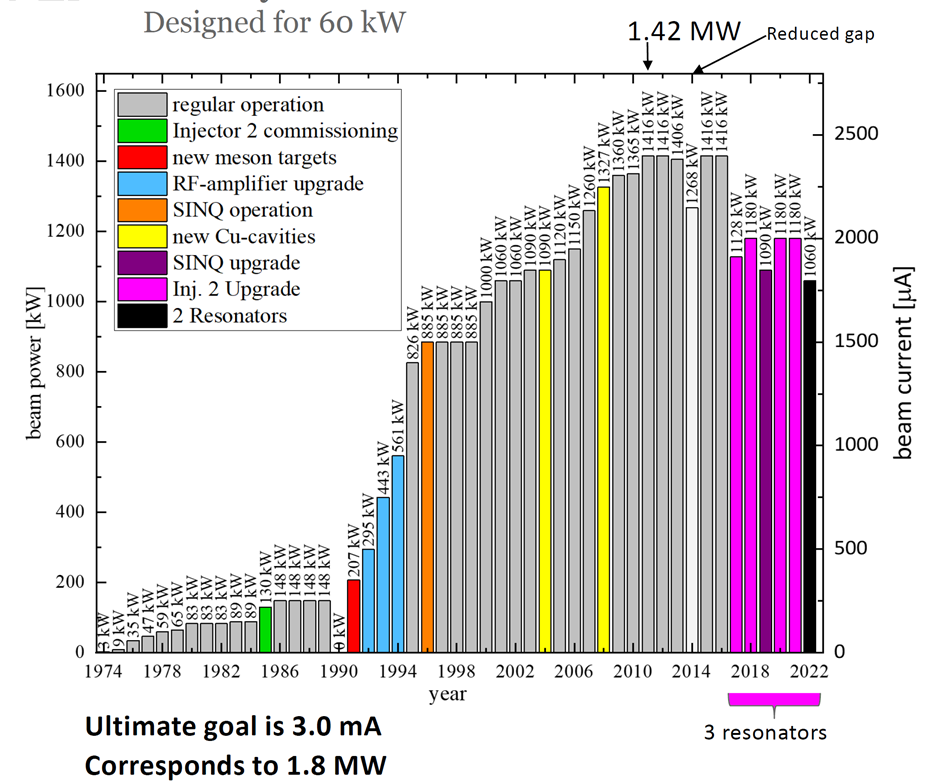 Designed for 60 kW
1.42 MW
Reduced gap
regular operation
Injector 2 commissioning
new meson targets
RF-amplifier upgrade
SINQ operation
new Cu-cavities
SINQ upgrade
Inj. 2 Upgrade
2 Resonators
beam power [kW]
1600
1400
1200
1000
800
600
400
200
0
3 kW
9 kW
35 kW
47 kW
59 kW
65 kW
83 kW
83 kW
83 kW
89 kW
89 kW
130 kW
148 kW
148 kW
148 kW
148 kW
0 kW
207 kW
295 kW
443 kW
561 kW
826 kW
885 kW
885 kW
885 kW
885 kW
1000 kW
1060 kW
1060 kW
1090 kW
1090 kW
1120 kW
1150 kW
1260 kW
1327 kW
1360 kW
1365 kW
1416 kW
1416 kW
1406 kW
1268 kW
1416 kW
1416 kW
1128 kW
1180 kW
1090 kW
1180 kW
1180 kW
1060 kW
2500
2000
1500
1000
500
0
beam current [µA]
1974 1978 1982 1986 1990 1994 1998 2002 2006 2010 2014 2018 2022
year
3 resonators
Ultimate goal is 3.0 mA
Corresponds to 1.8 MW